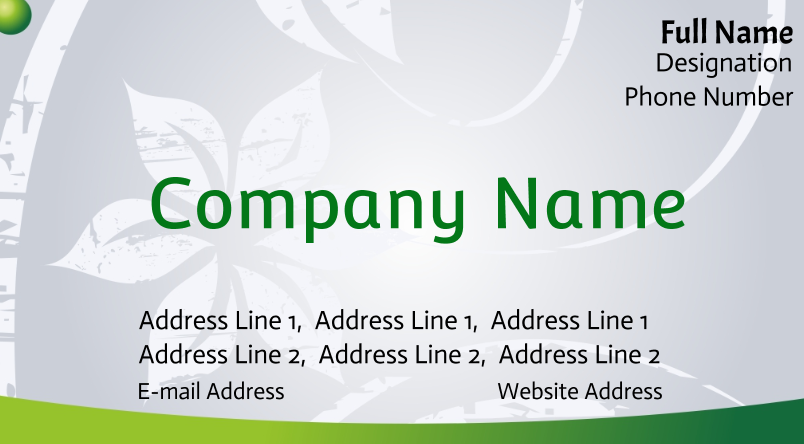 Full Name
Designation
Phone Number
Company Name
Address Line 1,  Address Line 1,  Address Line 1
Address Line 2,  Address Line 2,  Address Line 2
E-mail Address
Website Address